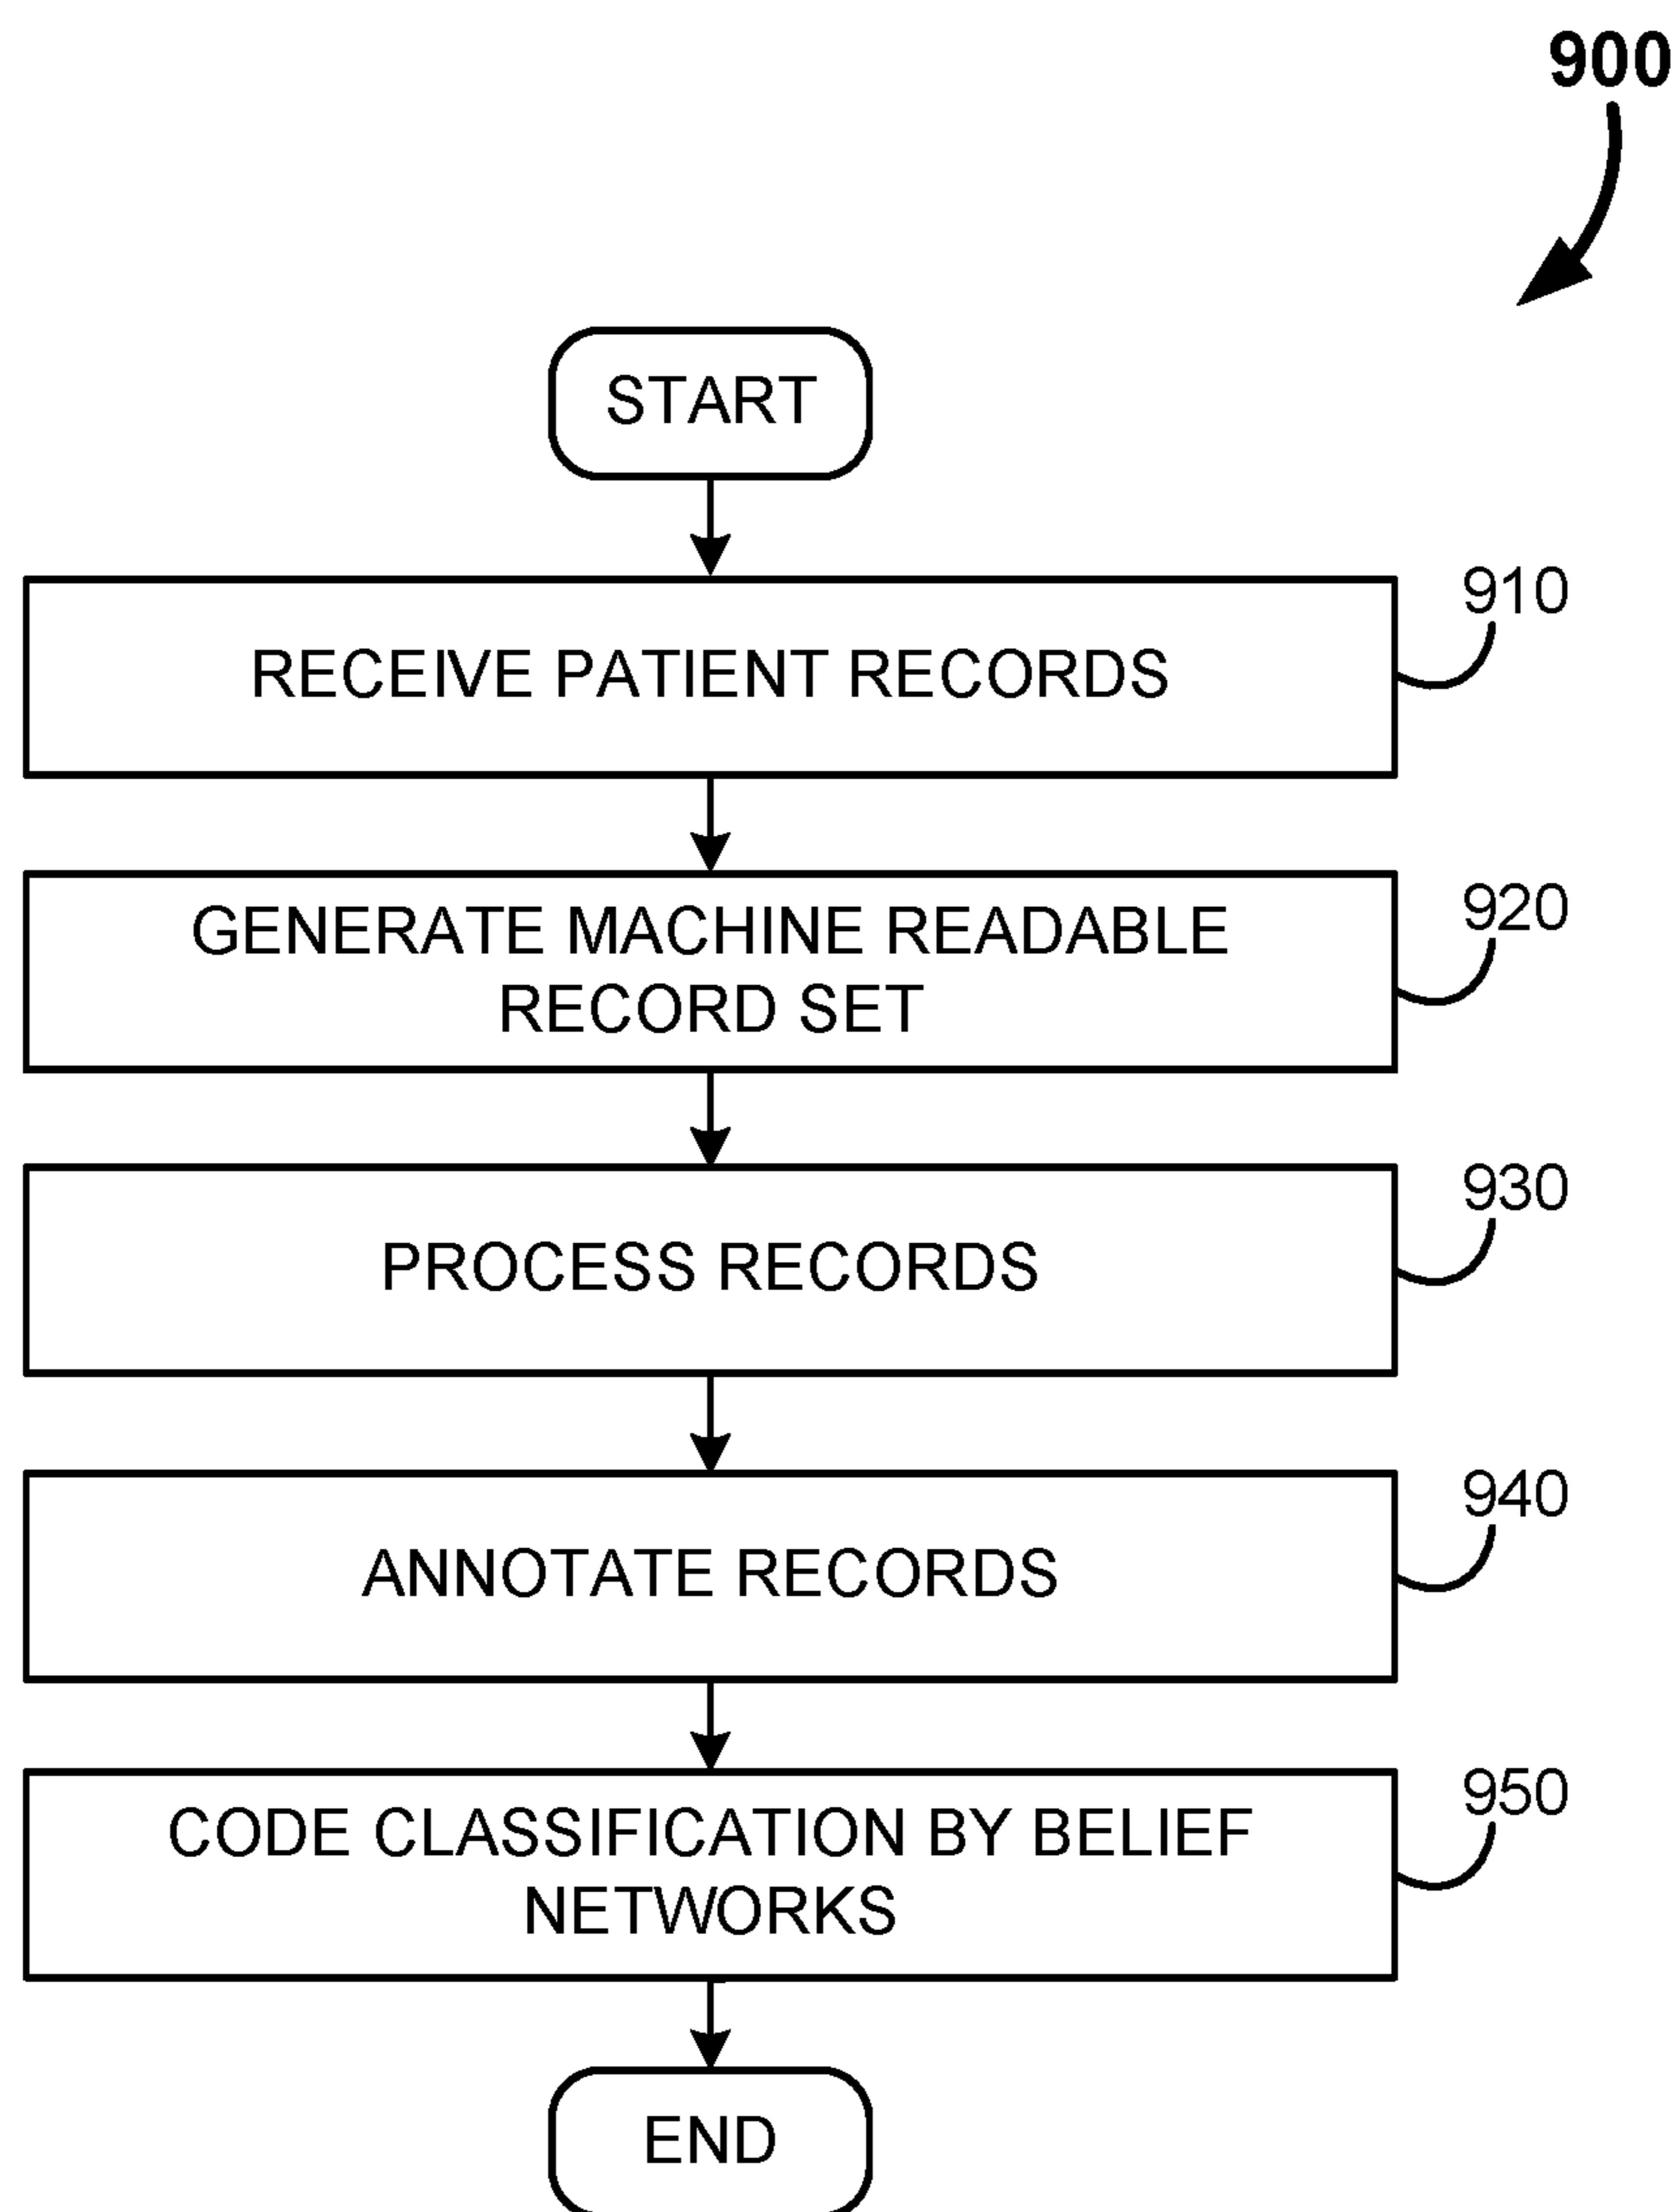 900
START
RECEIVE PATIENT RECORDS
910
GENERATE MACHINE READABLE
RECORD SET
920
PROCESS RECORDS
930
ANNOTATE RECORDS
940
CODE CLASSIFICATION BY BELIEF
NETWORKS
950
END